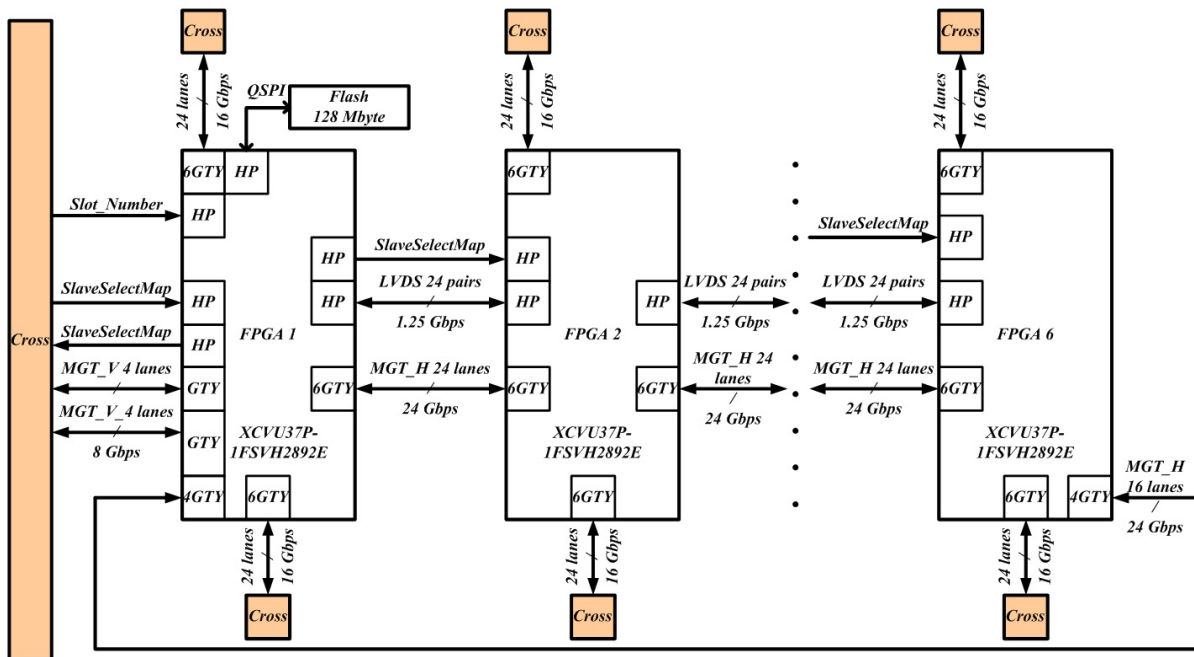 Cross
Cross
Cross
24 lanes
16 Gbps
QSPI
Flash
128 Mbyte
24 lanes
16 Gbps
24 lanes
16 Gbps
6GTY
HP
6GTY
6GTY
Slot_Number
HP
SlaveSelectMap
HP
HP
SlaveSelectMap
HP
SlaveSelectMap
HP
HP
LVDS 24 pairs
1.25 Gbps
HP
HP
LVDS 24 pairs
1.25 Gbps
LVDS 24 pairs
1.25 Gbps
HP
Cross
SlaveSelectMap
HP
FPGA 1
FPGA 2
FPGA 6
MGT_V 4 lanes
GTY
6GTY
MGT_H 24 lanes
24 Gbps
6GTY
6GTY
MGT_H 24
lanes
24 Gbps
MGT_H 24 lanes
24 Gbps
6GTY
MGT_V_4 lanes
8 Gbps
GTY
XCVU37P-
1FSVH2892E
XCVU37P-
1FSVH2892E
XCVU37P-
1FSVH2892E
4GTY
6GTY
6GTY
6GTY
4GTY
MGT_H
16 lanes
24 Gbps
24 lanes
16 Gbps
24 lanes
16 Gbps
24 lanes
16 Gbps
Cross
Cross
Cross